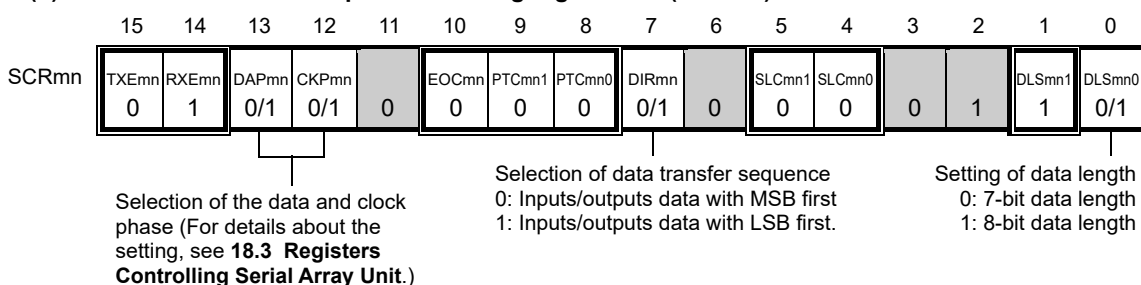 15 14 13 12 11 10 9 8 7 6 5 4 3 2 1 0
SCRmn
TXEmn RXEmn DAPmn CKPmn EOCmn PTCmn1 PTCmn0 DIRmn SLCmn1 SLCmn0 DLSmn1 DLSmn0
0 1 0/1 0/1 0 0 0 0 0/1 0 0 0 0 1 1 0/1
Selection of the data and clock
phase (For details about the
setting, see 18.3 Registers
Controlling Serial Array Unit.)
Selection of data transfer sequence
0: Inputs/outputs data with MSB first
1: Inputs/outputs data with LSB first.
Setting of data length
0: 7-bit data length
1: 8-bit data length